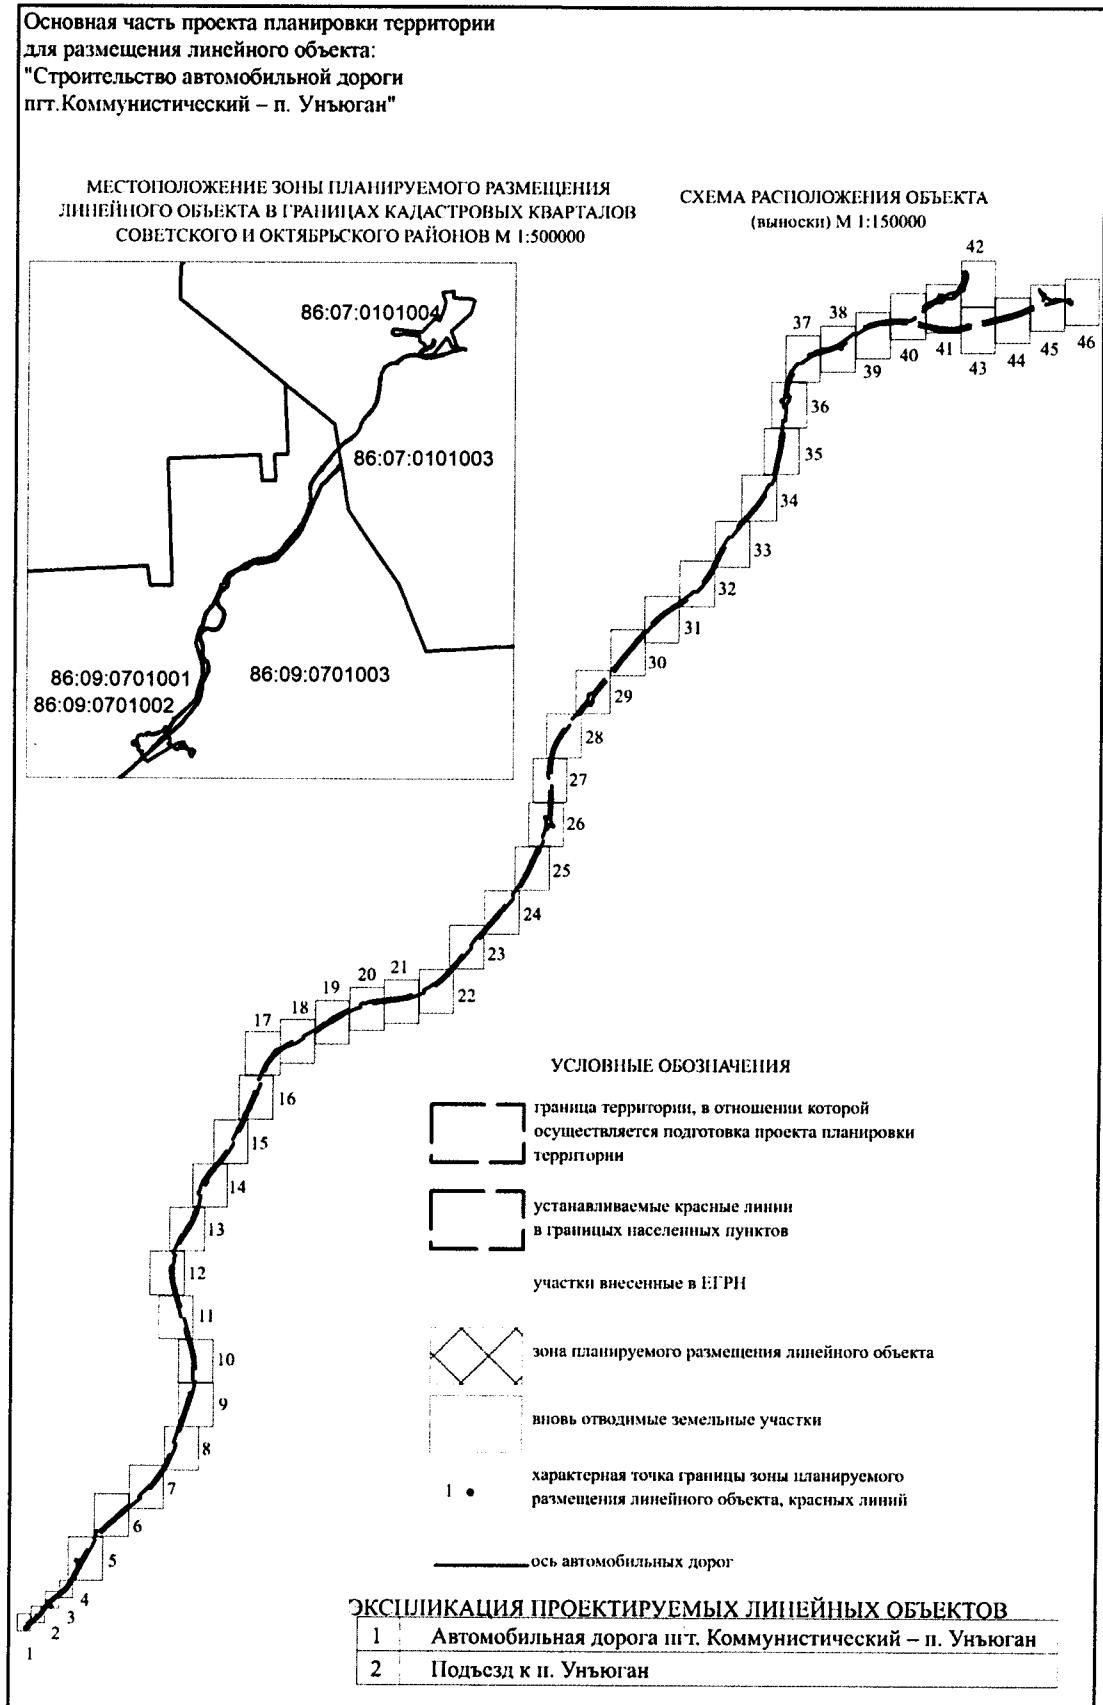 Основная часть проекта планировки территории
для размещения линейного объекта:
"Строительство автомобильной дороги
пгт.Коммунистический – п. Унъюган"
МЕСТОПОЛОЖЕНИЕ ЗОНЫ ПЛАНИРУЕМОГО РАЗМЕЩЕНИЯ
ЛИНЕЙНОГО ОБЪЕКТА В ГРАНИЦАХ КАДАСТРОВЫХ КВАРТАЛОВ
СОВЕТСКОГО И ОКТЯБРЬСКОГО РАЙОНОВ М 1:500000
СХЕМА РАСПОЛОЖЕНИЯ ОБЪЕКТА
(выноски) М 1:150000
86:07:0101004
86:07:0101003
86:09:0701001
86:09:0701003
86:09:0701002
42
38
37
46
45
44
43
41
40
39
36
35
34
33
32
31
30
29
28
27
26
25
24
23
22
21
20
19
18
17
16
15
14
13
12
11
10
9
8
7
6
5
4
3
2
1
УСЛОВНЫЕ ОБОЗНАЧЕНИЯ
граница территории, в отношении которой
осуществляется подготовка проекта планировки
территории
устанавливаемые красные линии
в границых населенных пунктов
участки внесенные в ЕГРН
зона планируемого размещения линейного объекта
вновь отводимые земельные участки
1 • характерная точка границы зоны планируемого
размещения линейного объекта, красных линий
ось автомобильных дорог
ЭКСПЛИКАЦИЯ ПРОЕКТИРУЕМЫХ ЛИНЕЙНЫХ ОБЪЕКТОВ
1 Автомобильная дорога пгт. Коммунистический – п. Унъюган
2 Подъезд к п. Унъюган